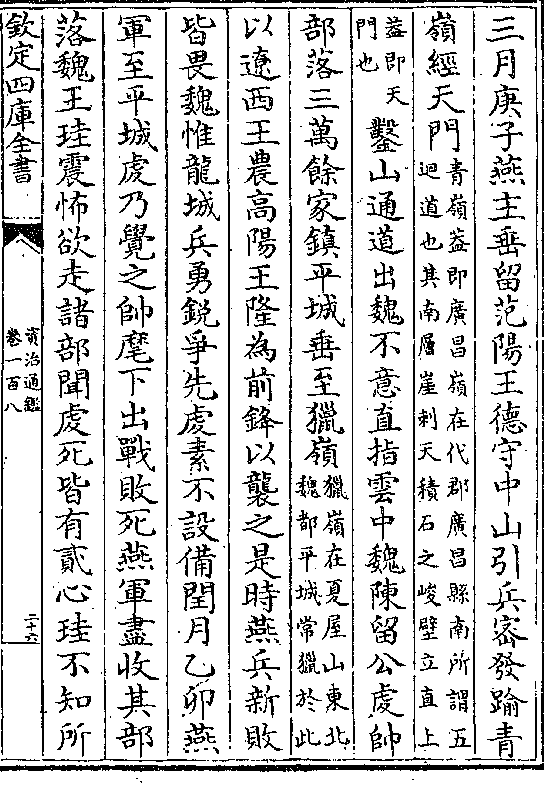 三月庚子燕主垂留范陽王德守中山引兵宻發踰青
嶺經天門青嶺葢即廣昌嶺在代郡廣昌縣南所謂五
迴道也其南層崖刺天積石之峻壁立直上
葢即天
門也
鑿山通道出魏不意直指雲中魏陳留公䖍帥
部落三萬餘家鎮平城垂至獵嶺獵嶺在夏屋山東北
魏都平城常獵於此
以遼西王農高陽王隆為前鋒以襲之是時燕兵新敗
皆畏魏惟龍城兵勇鋭爭先䖍素不設備閏月乙卯燕
軍至平城䖍乃覺之帥麾下出戰敗死燕軍盡收其部
落魏王珪震怖欲走諸部聞䖍死皆有貳心珪不知所
欽定四庫全書
資治通鑑
卷一百八
二十六